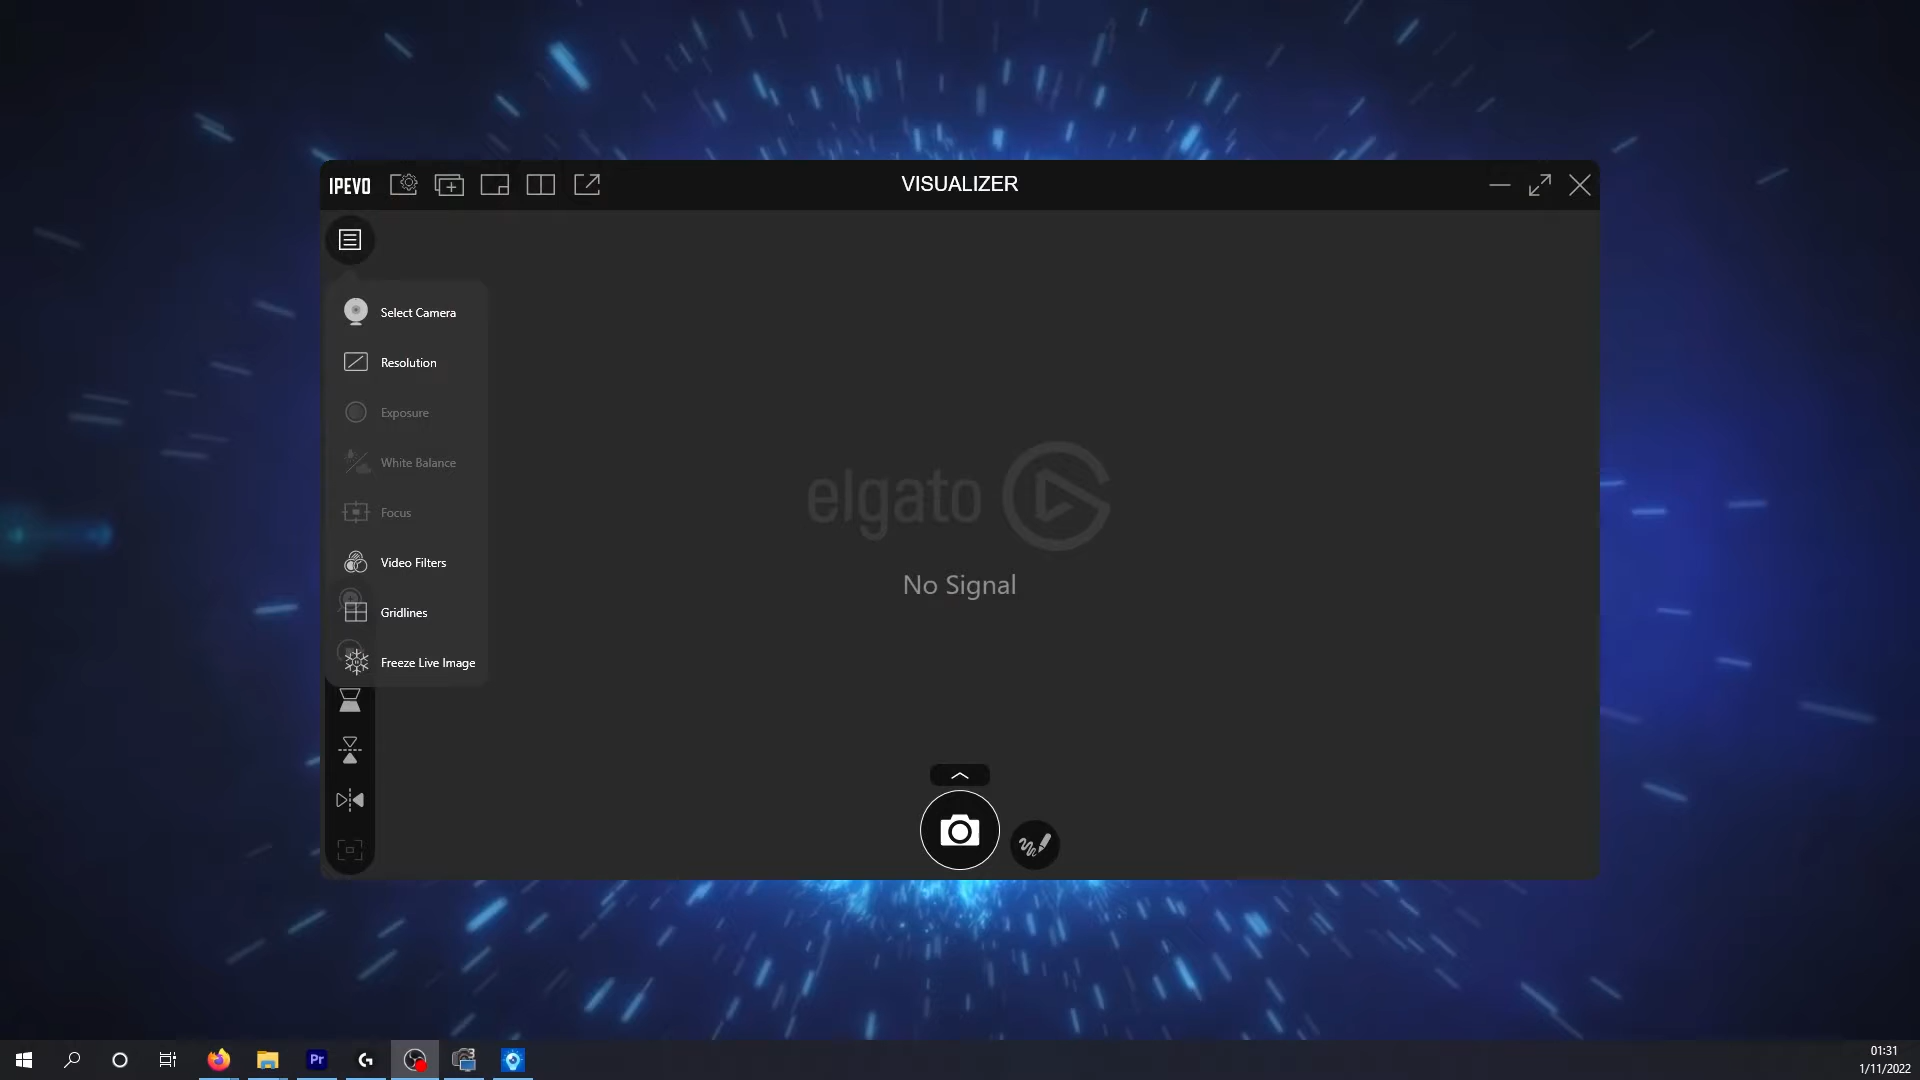 IPEVO
VISUALIZER
Select Camera
Resolution
Exposure
White Balance
Focus
Video Filters
Gridlines
Freeze Live Image
elgato
No Signal
Pr
3
01:31
1/11/2022